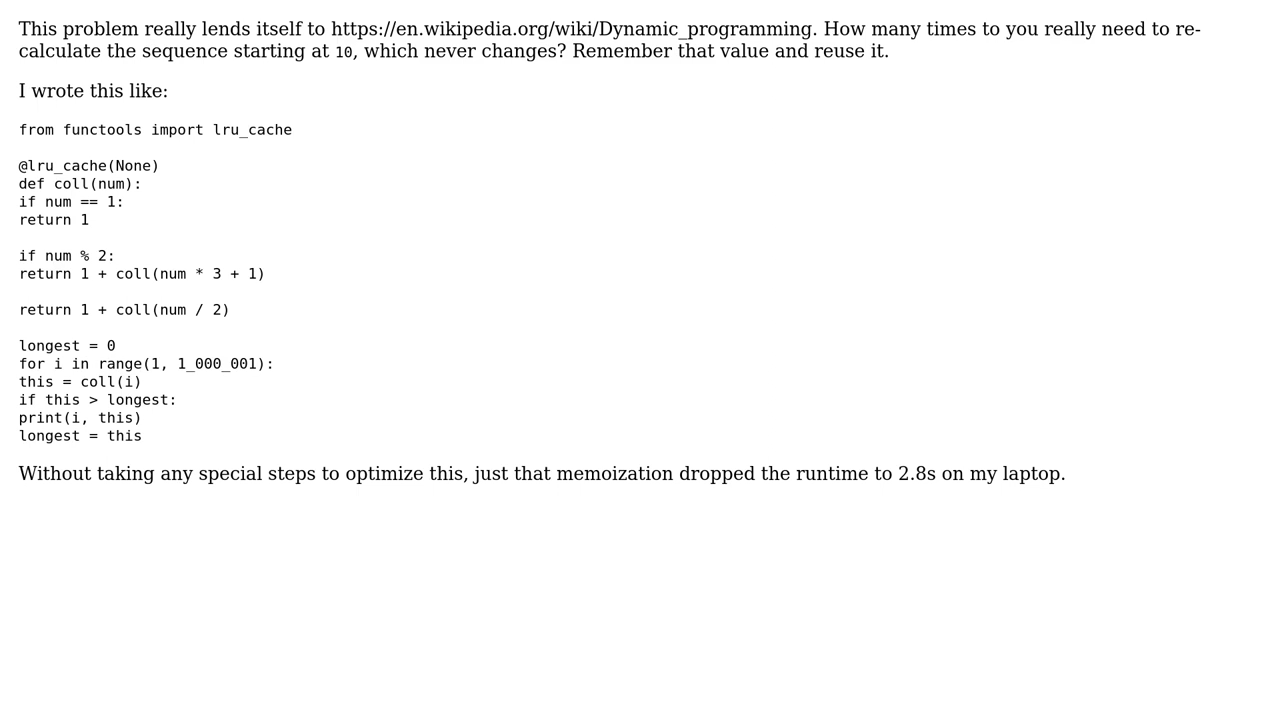 This problem really lends itself to https://en.wikipedia.org/wiki/Dynamic_programming. How many times to you really need to re-
calculate the sequence starting at 10, which never changes? Remember that value and reuse it.
I wrote this like:
from functools import lru_cache
@lru_cache(None)
def coll(num):
if num == 1:
return 1
if num % 2:
return 1 + coll(num * 3 + 1)
return 1 + coll(num / 2)
longest = 0
for i in range(1, 1_000_001):
this = coll(i)
if this > longest:
print(i, this)
longest = this
Without taking any special steps to optimize this, just that memoization dropped the runtime to 2.8s on my laptop.